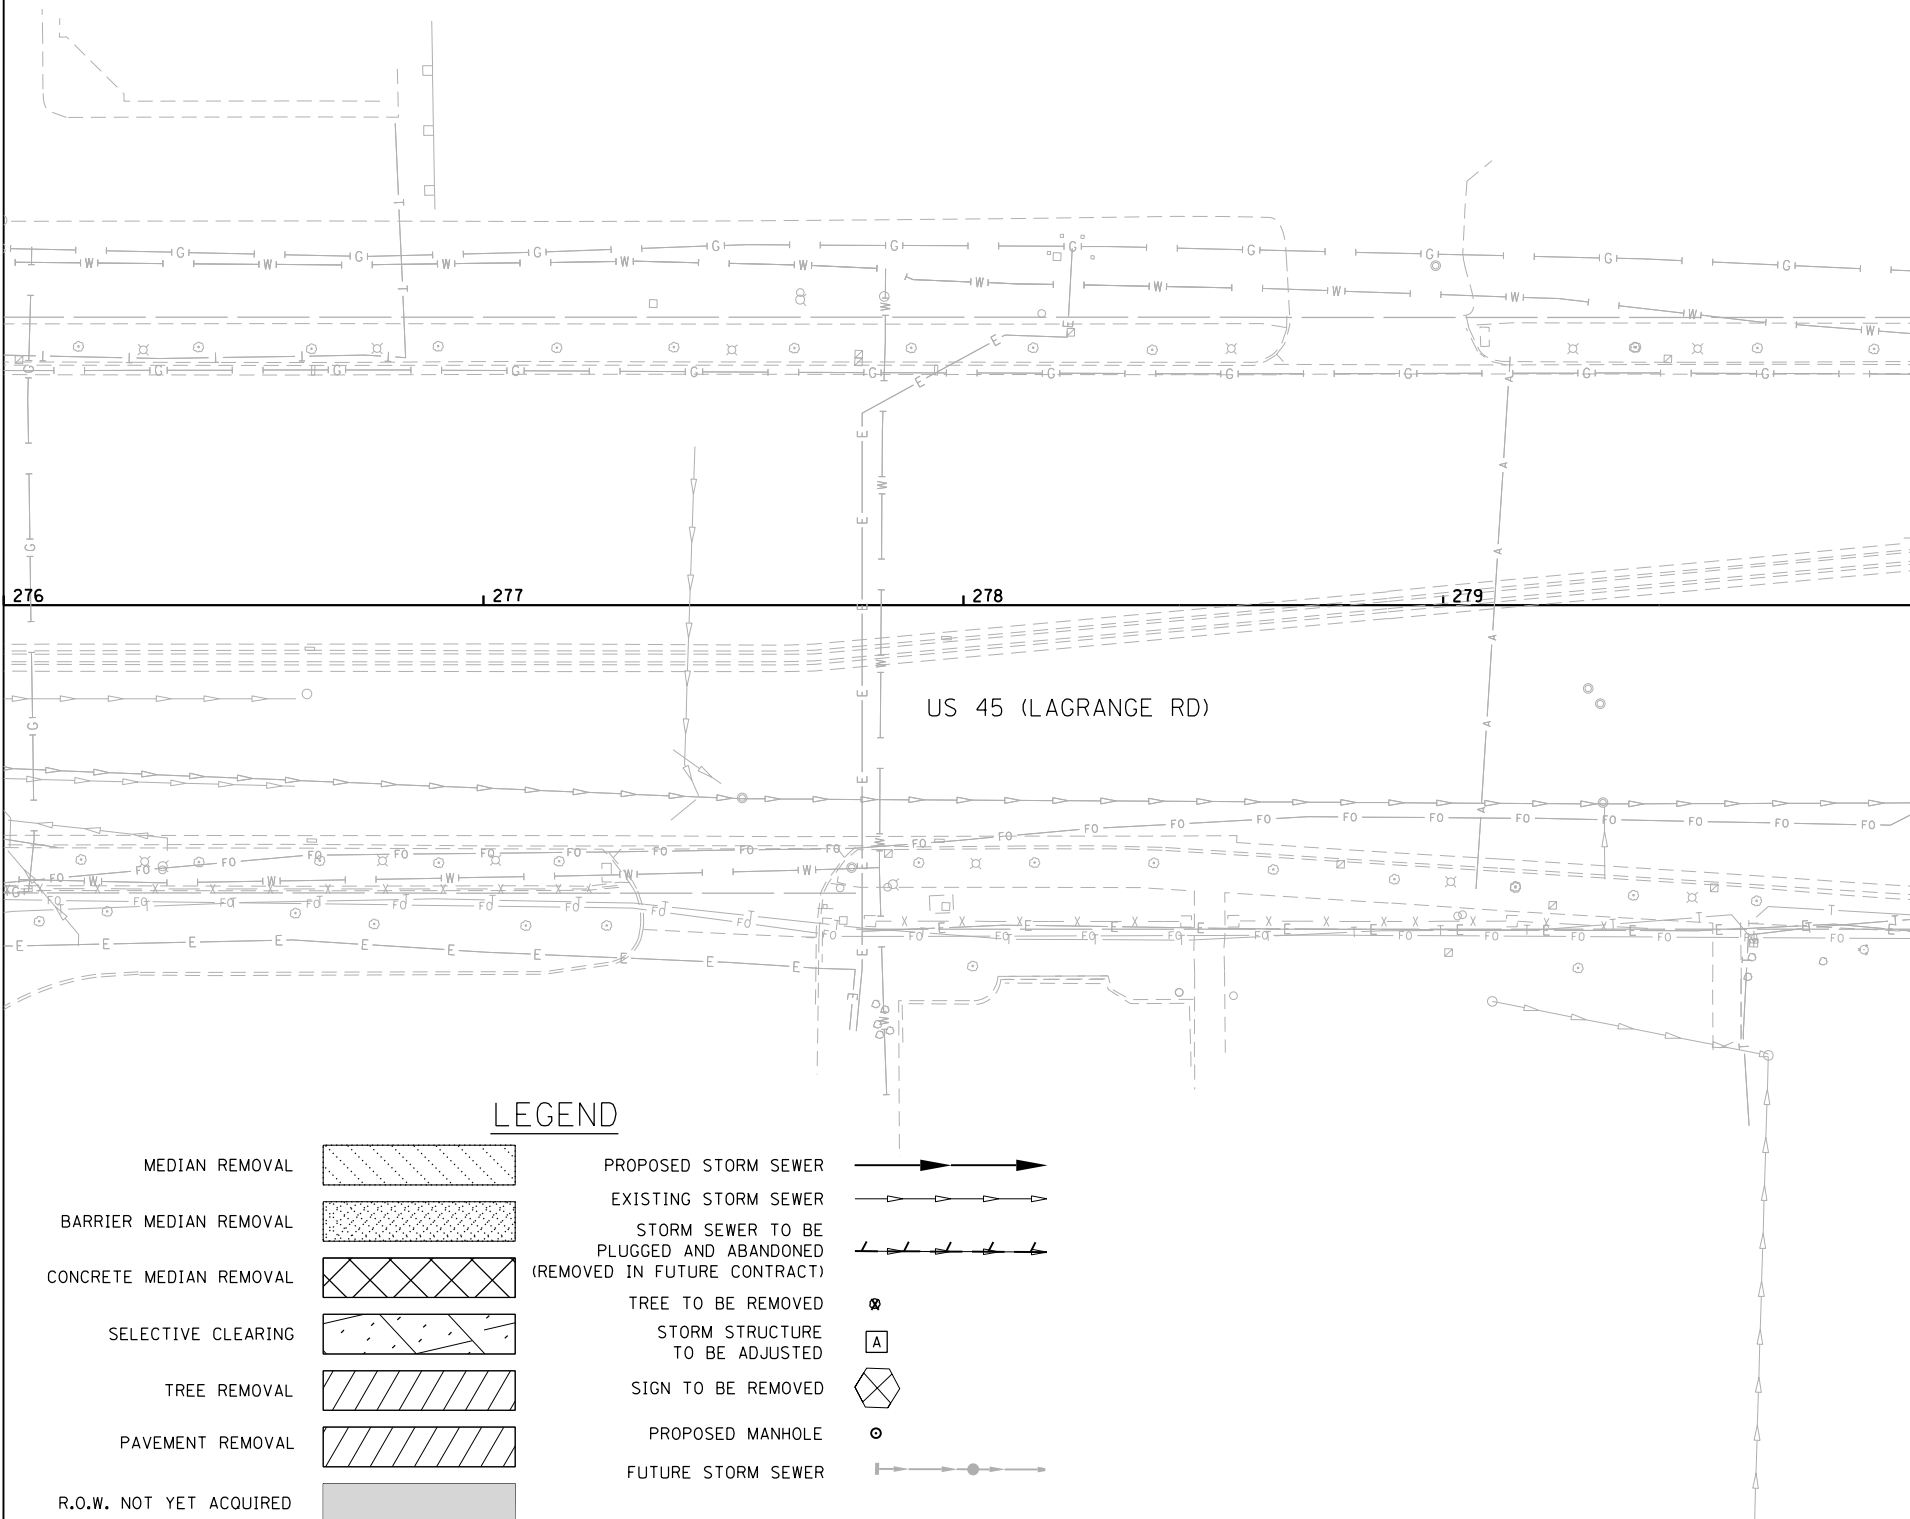 276
277
278
279
US 45 (LAGRANGE RD)
LEGEND
MEDIAN REMOVAL
BARRIER MEDIAN REMOVAL
CONCRETE MEDIAN REMOVAL
SELECTIVE CLEARING
TREE REMOVAL
PAVEMENT REMOVAL
R.O.W. NOT YET ACQUIRED
PROPOSED STORM SEWER
EXISTING STORM SEWER
STORM SEWER TO BE
PLUGGED AND ABANDONED
(REMOVED IN FUTURE CONTRACT)
TREE TO BE REMOVED
STORM STRUCTURE
TO BE ADJUSTED
A
SIGN TO BE REMOVED
PROPOSED MANHOLE
FUTURE STORM SEWER